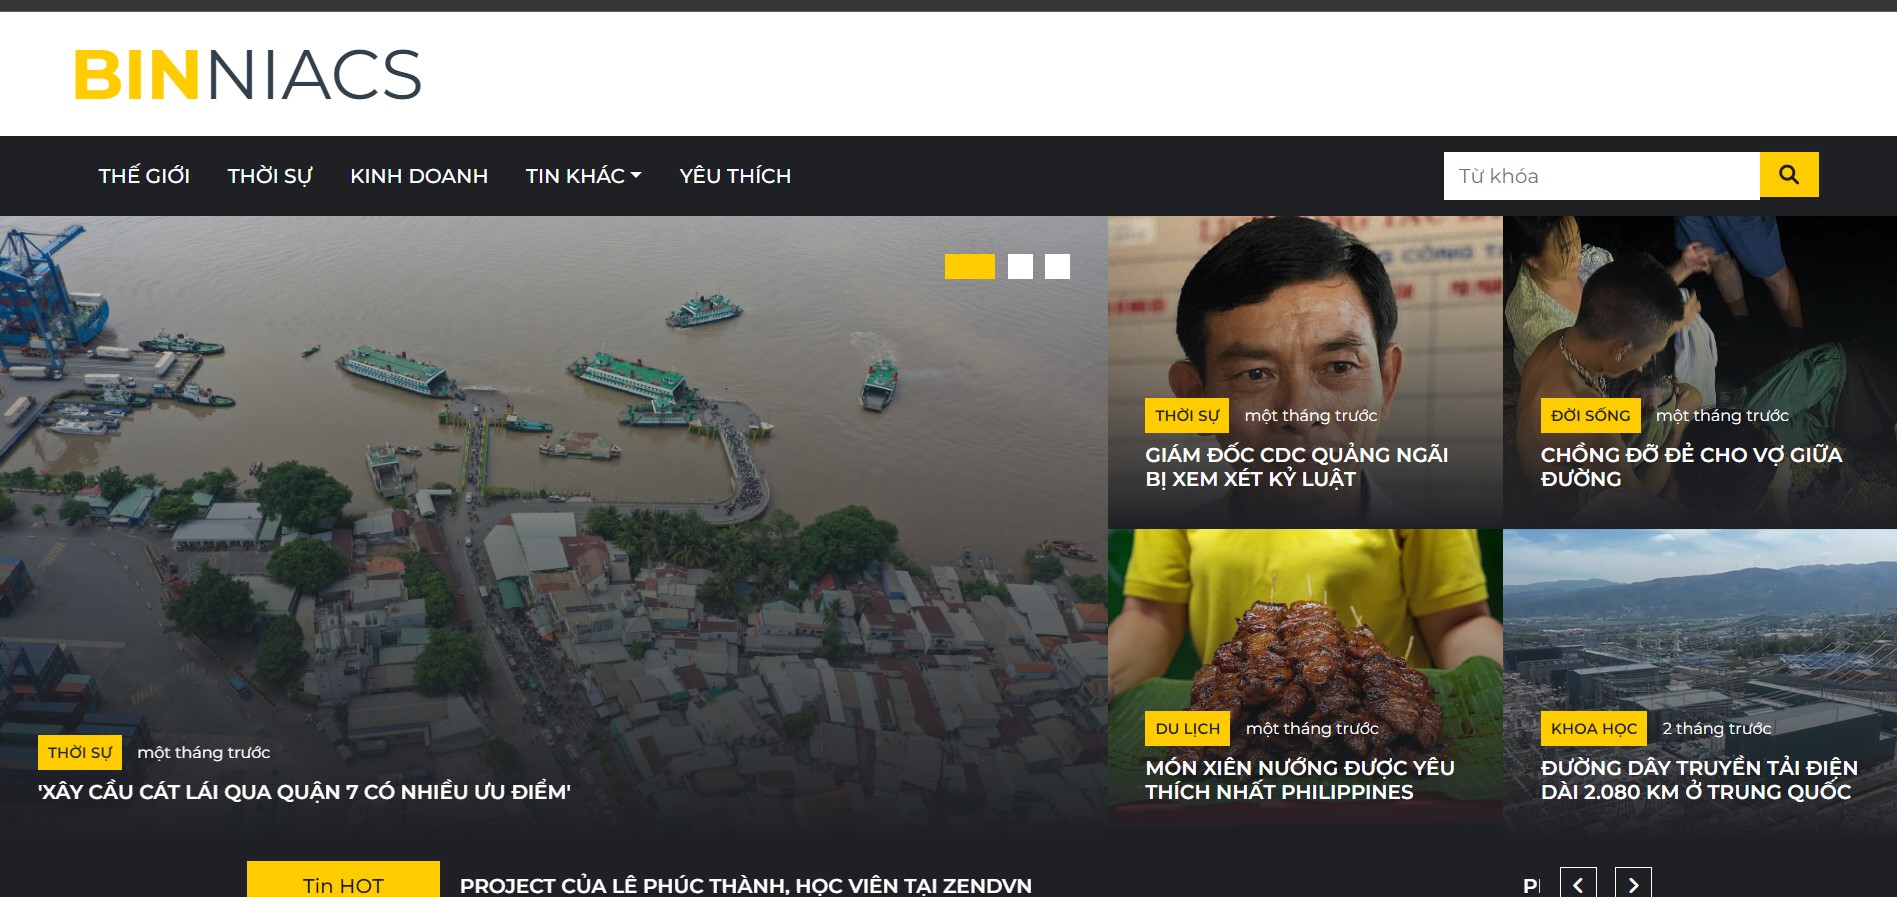 BINNIACS
THẾ GIỚI THỜI SỰ KINH DOANH TIN KHÁC YÊU THÍCH Từ khóa
THỜI SỰ một tháng trước
'XÂY CẦU CÁT LÁI QUA QUẬN 7 CÓ NHIỀU ƯU ĐIỂM'
THỜI SỰ một tháng trước
GIÁM ĐỐC CDC QUẢNG NGÃI
BỊ XEM XÉT KỶ LUẬT
ĐỜI SỐNG một tháng trước
CHỒNG ĐỠ ĐẺ CHO VỢ GIỮA
ĐƯỜNG
DU LỊCH một tháng trước
MÓN XIÊN NƯỚNG ĐƯỢC YÊU
THÍCH NHẤT PHILIPPINES
KHOA HỌC 2 tháng trước
ĐƯỜNG DÂY TRUYỀN TẢI ĐIỆN
DÀI 2.080 KM Ở TRUNG QUỐC
Tin HOT PROJECT CỦA LÊ PHÚC THÀNH, HỌC VIÊN TẠI ZENDVN